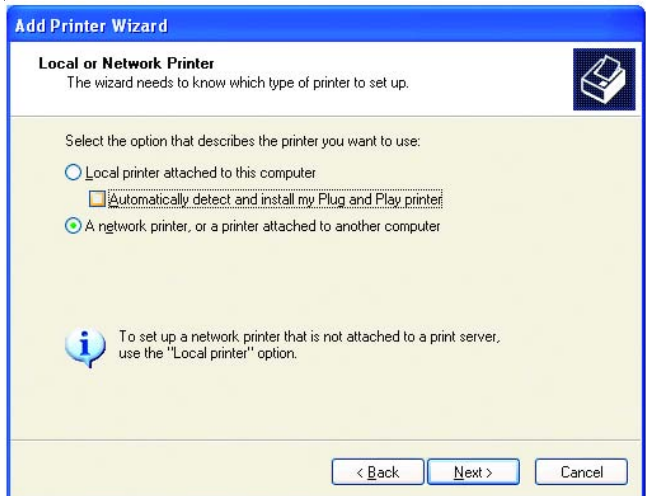 Add Printer Wizard
Local or Network Printer
The wizard needs to know which type of printer to set up.
Select the option that describes the printer you want to use:
Local printer attached to this computer
Automatically detect and install my Plug and Play printer
A network printer, or a printer attached to another computer
To set up a network printer that is not attached to a print server,
use the "Local printer" option.
< Back Next > Cancel